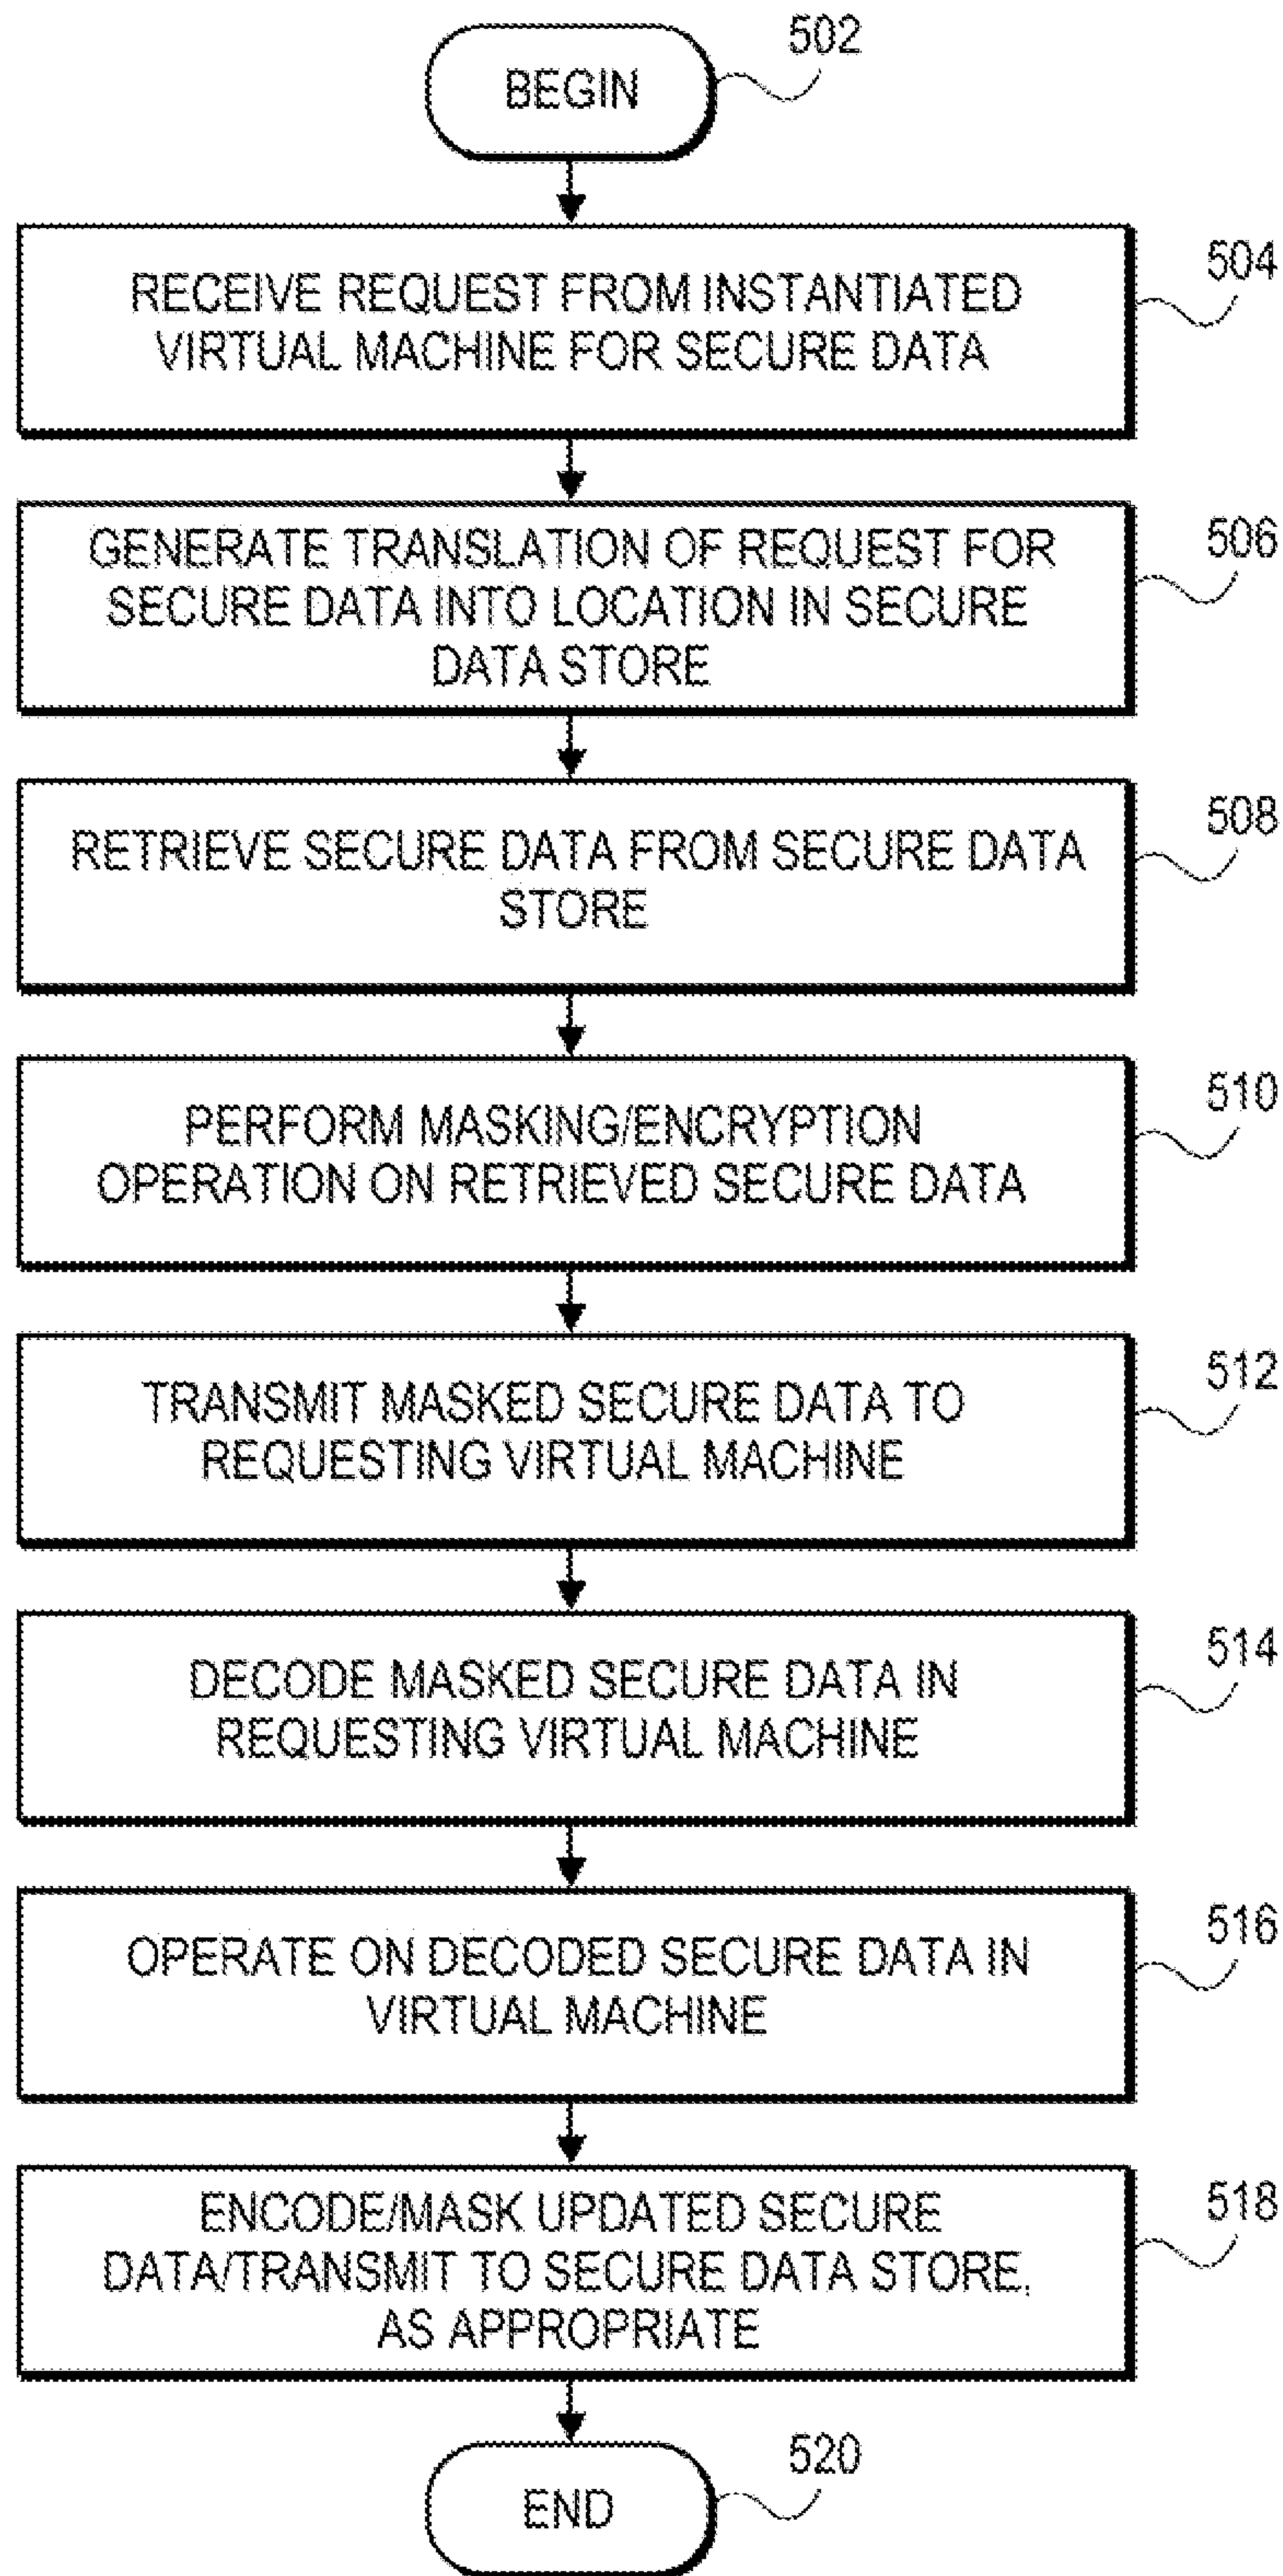 502
BEGIN
504
RECEIVE REQUEST FROM INSTANTIATED
VIRTUAL MACHINE FOR SECURE DATA
506
GENERATE TRANSLATION OF REQUEST FOR
SECURE DATA INTO LOCATION IN SECURE
DATA STORE
508
RETRIEVE SECURE DATA FROM SECURE DATA
STORE
510
PERFORM MASKING/ENCRYPTION
OPERATION ON RETRIEVED SECURE DATA
512
TRANSMIT MASKED SECURE DATA TO
REQUESTING VIRTUAL MACHINE
514
DECODE MASKED SECURE DATA IN
REQUESTING VIRTUAL MACHINE
516
OPERATE ON DECODED SECURE DATA IN
VIRTUAL MACHINE
518
ENCODE/MASK UPDATED SECURE
DATA/TRANSMIT TO SECURE DATA STORE,
AS APPROPRIATE
520
END